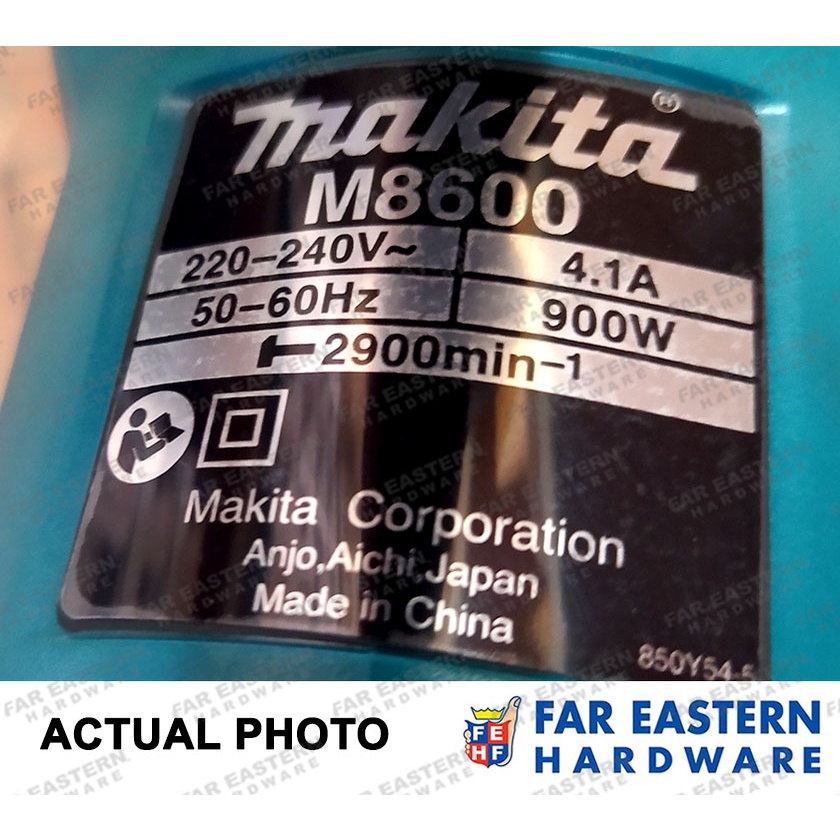 makita®
M8600
220-240V~ 4.1A
50-60Hz 900W
2900min-1
Makita Corporation
Anjo,Aichi Japan
Made in China
850Y54-5
ACTUAL PHOTO
FEHF
FAR EASTERN
HARDWARE